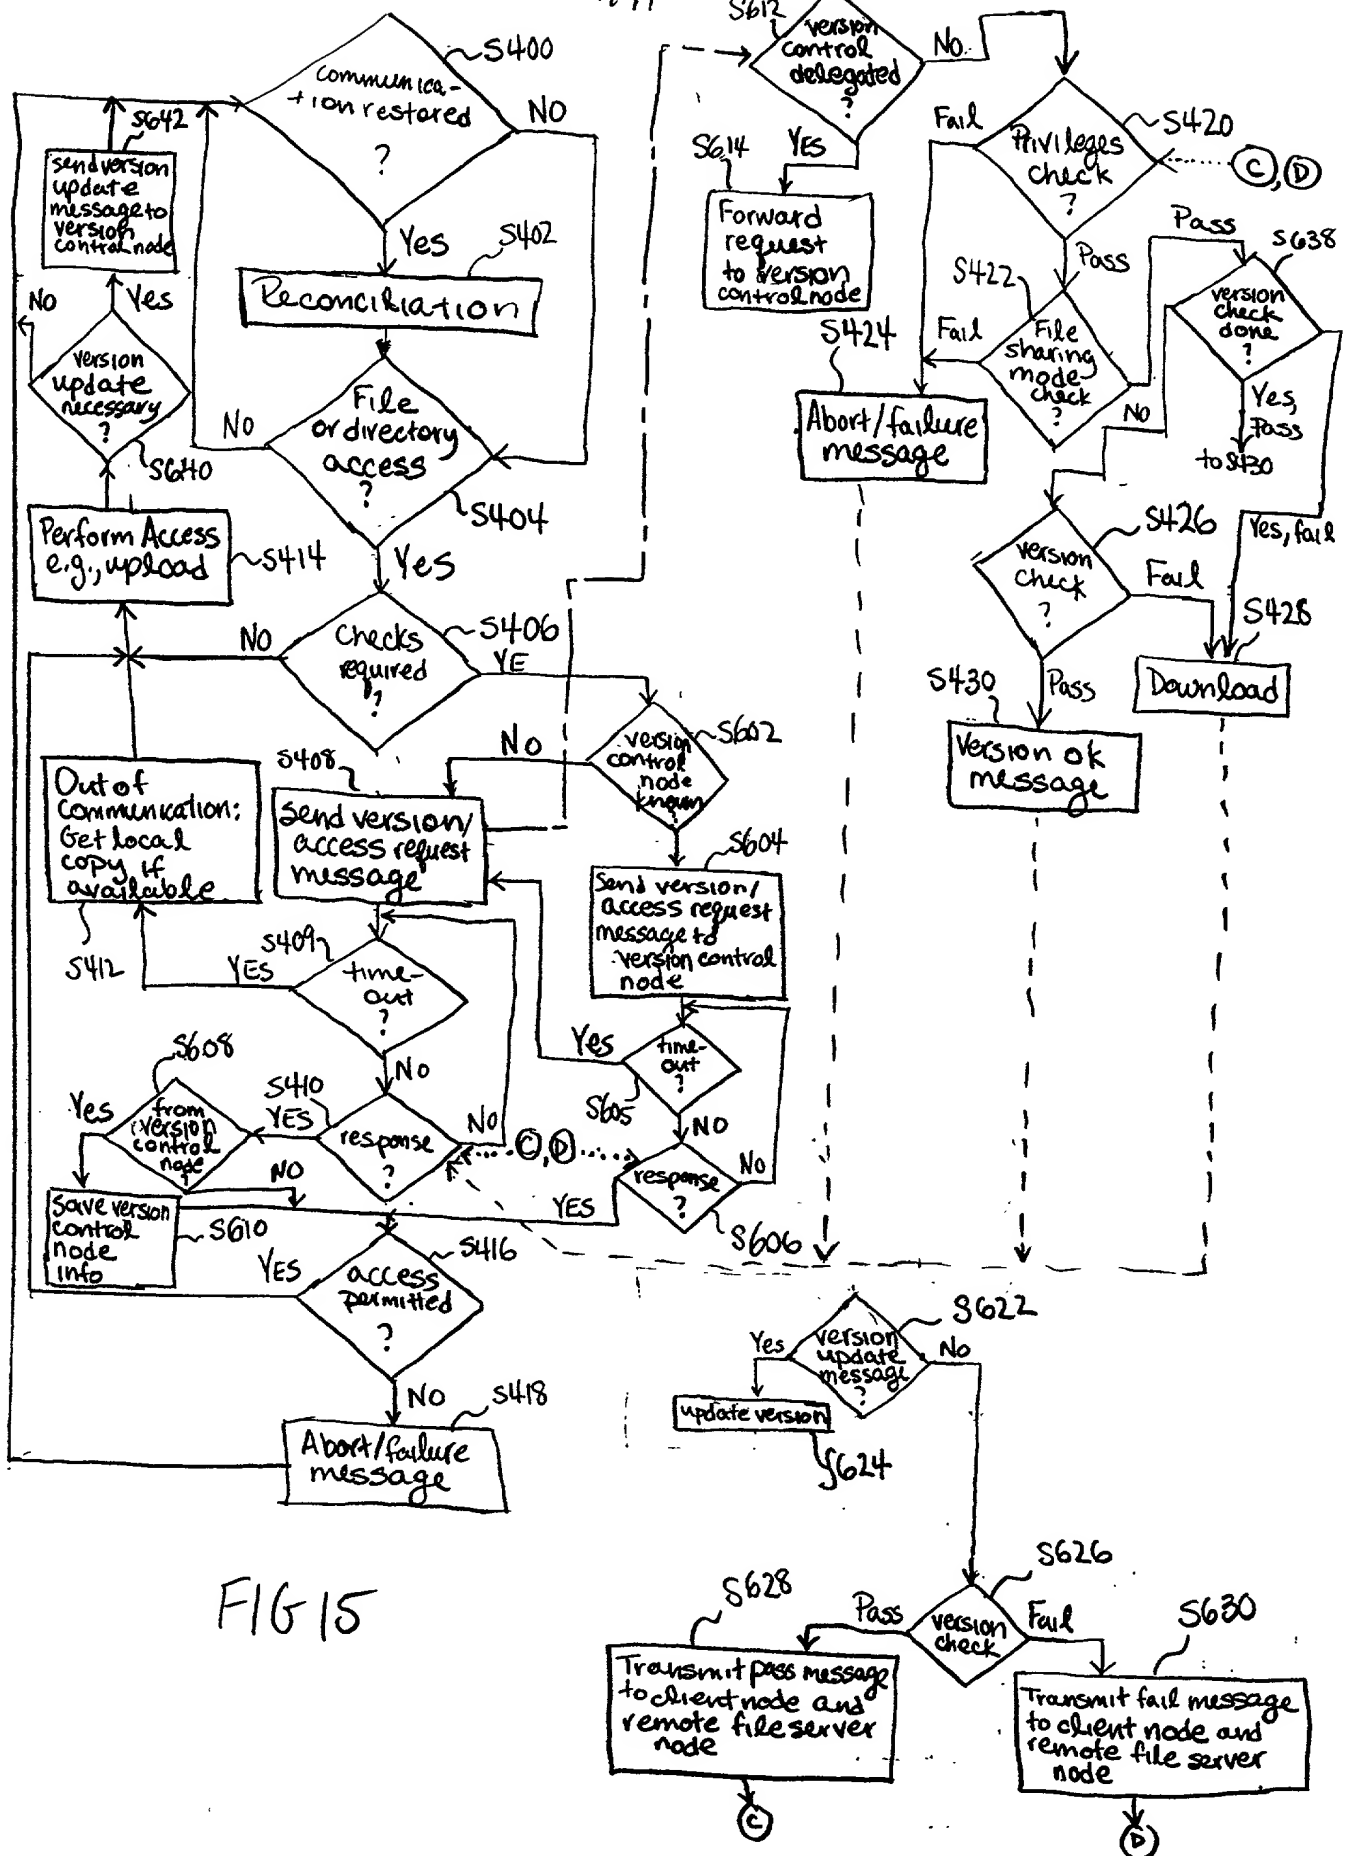 S400
communica-
tion restored
?
NO
Yes
S402
Reconciliation
File
or directory
access
?
NO
S404
Yes
Checks
required
?
S406
NO
YE
S642
send version
update
message to
version
control node
Yes
NO
version
update
necessary
?
S640
Perform Access
e.g., upload
S414
Out of
communication:
Get local
copy if
available
S412
S408
Send version/
access request
message
S409
time-
out
?
YES
NO
S410
response
?
YES
NO
S608
from
version
control
node
?
Yes
NO
Save version
control
node
info
S610
S416
access
permitted
?
YES
NO
S418
Abort/failure
message
S602
version
control
node
known
?
NO
S604
Send version/
access request
message to
version control
node
time-
out
?
Yes
S605
NO
response
?
NO
YES
S606
C, D
S612
version
control
delegated
?
No
YES
S614
Forward
request
to version
control node
S420
Privileges
check
?
Fail
Pass
C, D
S422
File
sharing
mode
check
?
Fail
Pass
S638
version
check
done
?
No
Yes,
Pass
to S430
Yes, fail
S424
Abort/failure
message
S426
version
check
?
Fail
Pass
S428
Download
S430
Version ok
message
S622
version
update
message
?
Yes
No
update version
S624
S626
version
check
Pass
Fail
S628
Transmit pass message
to client node and
remote file server
node
C
S630
Transmit fail message
to client node and
remote file server
node
D
FIG 15